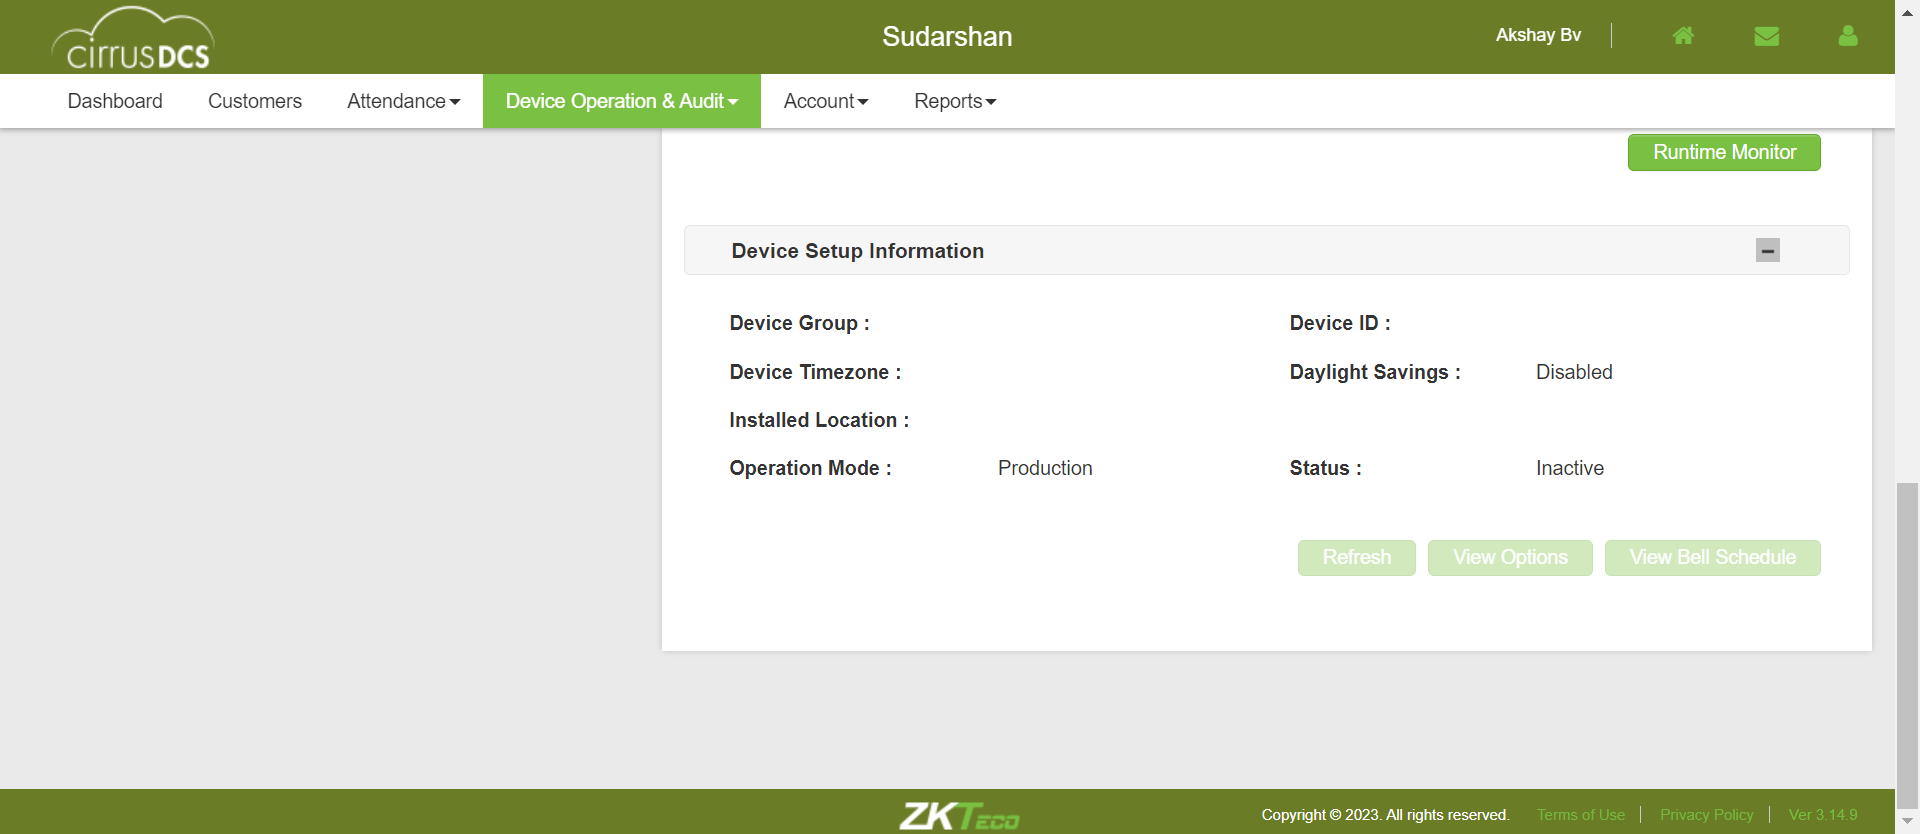 cirrusDCS
Sudarshan
Akshay Bv
Dashboard Customers Attendance Device Operation & Audit Account Reports
Runtime Monitor
Device Setup Information
Device Group : Device ID :
Device Timezone : Daylight Savings : Disabled
Installed Location :
Operation Mode : Production Status : Inactive
Refresh View Options View Bell Schedule
ZKTeco Copyright © 2023. All rights reserved. Terms of Use Privacy Policy Ver 3.14.9